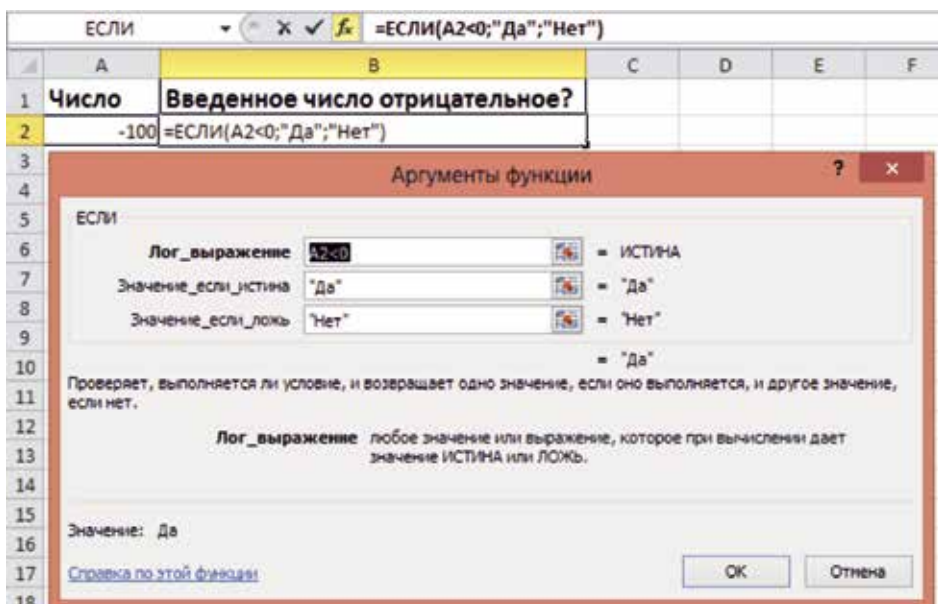 ЕСЛИ fx =ЕСЛИ(A2<0;"Да";"Нет")
A B C D E F
1 Число Введенное число отрицательное?
2 -100 =ЕСЛИ(A2<0;"Да";"Нет")
3 Аргументы функции ? ×
4
5 ЕСЛИ
6 Лог_выражение A2<0 = ИСТИНА
7 Значение_если_истина "Да" = "Да"
8 Значение_если_ложь "Нет" = "Нет"
9
10 = "Да"
11 Проверяет, выполняется ли условие, и возвращает одно значение, если оно выполняется, и другое значение,
если нет.
12 Лог_выражение любое значение или выражение, которое при вычислении дает
13 значение ИСТИНА или ЛОЖЬ.
14
15
16 Значение: Да
17 Справка по этой функции OK Отмена
18